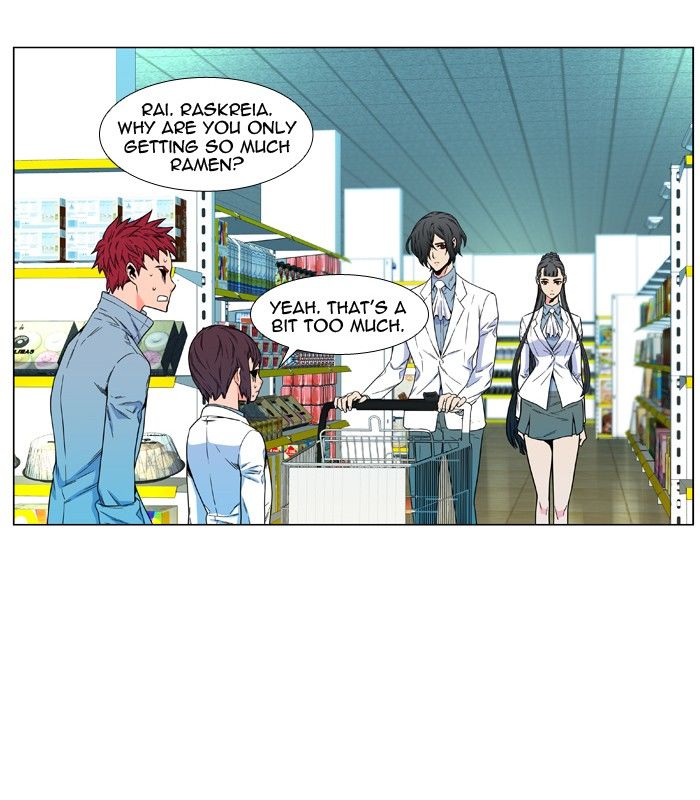 RAI. RASKREIA.
WHY ARE YOU ONLY
GETTING SO MUCH
RAMEN?
YEAH. THAT'S A
BIT TOO MUCH.